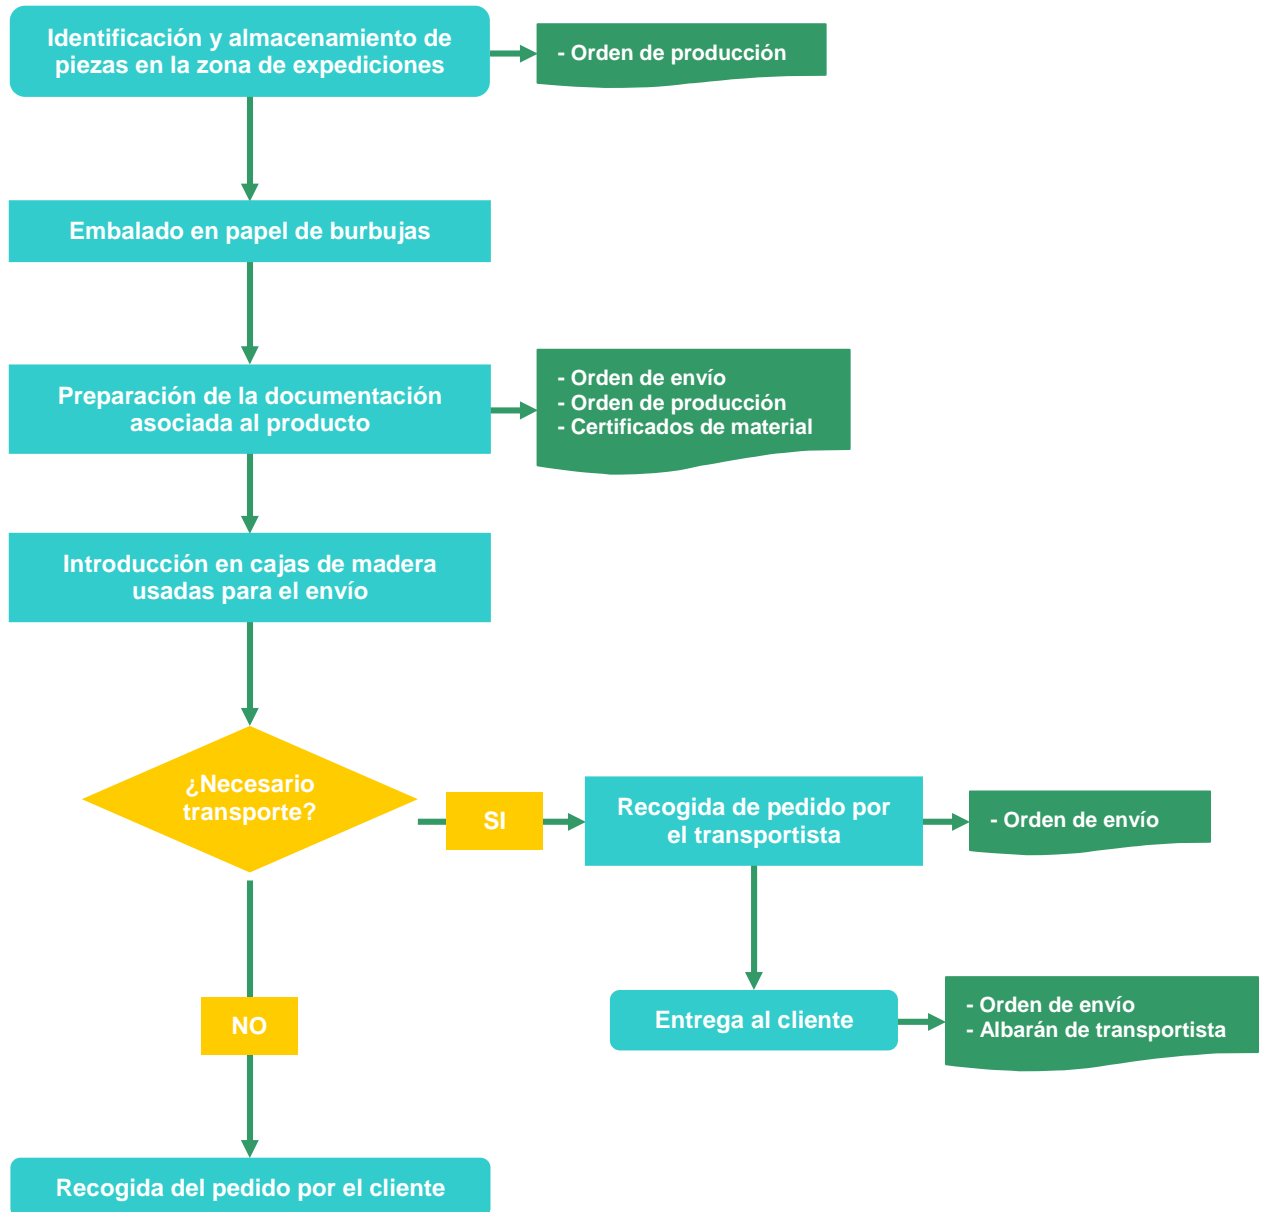 Identificación y almacenamiento de
piezas en la zona de expediciones
- Orden de producción
Embalado en papel de burbujas
Preparación de la documentación
asociada al producto
- Orden de envío
- Orden de producción
- Certificados de material
Introducción en cajas de madera
usadas para el envío
¿Necesario
transporte?
SI
Recogida de pedido por
el transportista
- Orden de envío
NO
Entrega al cliente
- Orden de envío
- Albarán de transportista
Recogida del pedido por el cliente